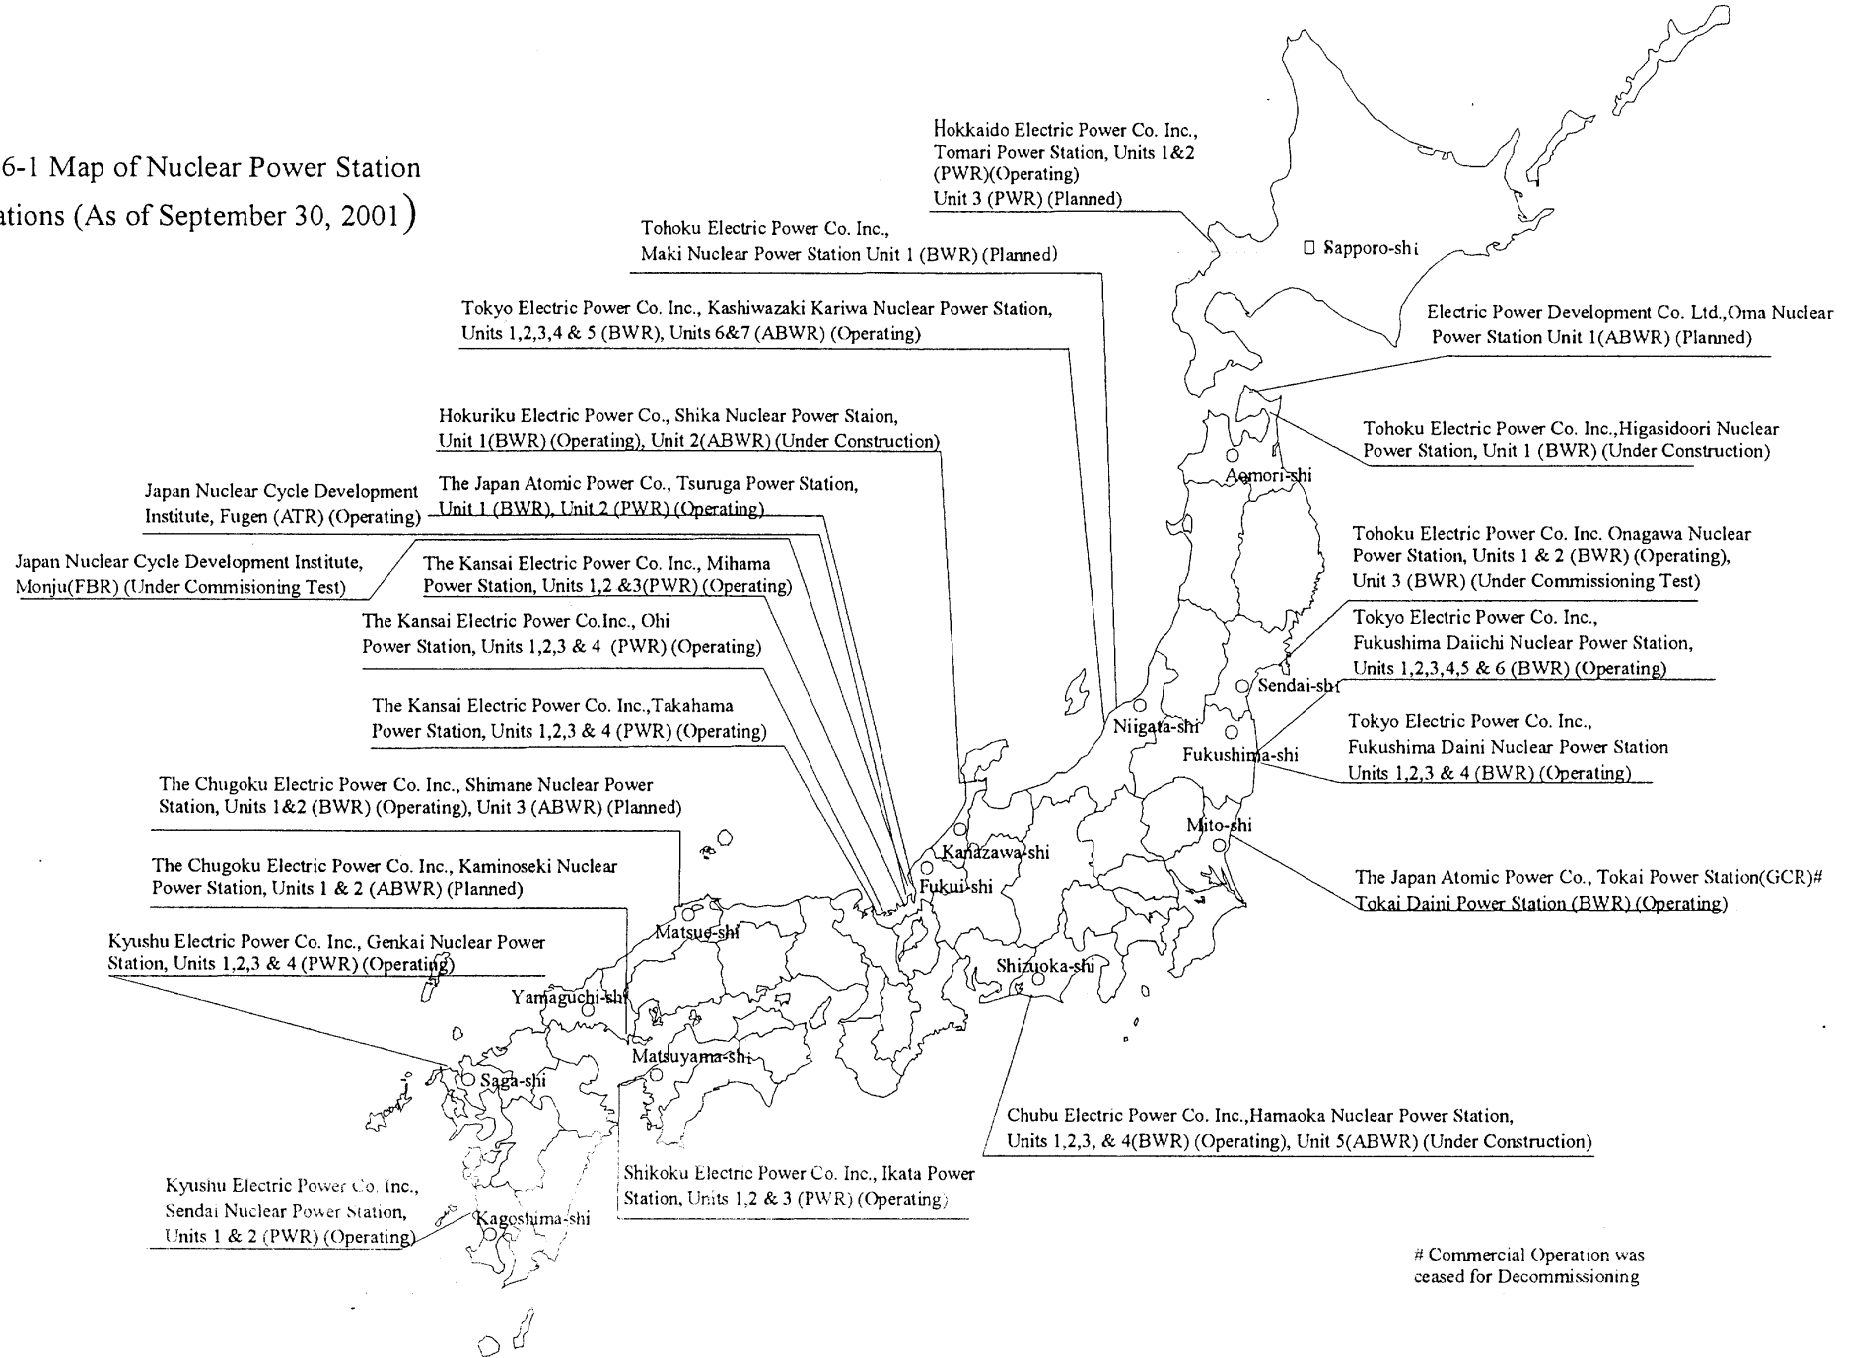 6-1 Map of Nuclear Power Station
ations (As of September 30, 2001)
Hokkaido Electric Power Co. Inc.,
Tomari Power Station, Units 1&2
(PWR)(Operating)
Unit 3 (PWR) (Planned)
Tohoku Electric Power Co. Inc.,
Maki Nuclear Power Station Unit 1 (BWR) (Planned)
Sapporo-shi
Tokyo Electric Power Co. Inc., Kashiwazaki Kariwa Nuclear Power Station,
Units 1,2,3,4 & 5 (BWR), Units 6&7 (ABWR) (Operating)
Electric Power Development Co. Ltd.,Oma Nuclear
Power Station Unit 1(ABWR) (Planned)
Hokuriku Electric Power Co., Shika Nuclear Power Staion,
Unit 1(BWR) (Operating), Unit 2(ABWR) (Under Construction)
Tohoku Electric Power Co. Inc.,Higasidoori Nuclear
Power Station, Unit 1 (BWR) (Under Construction)
Aomori-shi
The Japan Atomic Power Co., Tsuruga Power Station,
Unit 1 (BWR), Unit 2 (PWR) (Operating)
Japan Nuclear Cycle Development
Institute, Fugen (ATR) (Operating)
Tohoku Electric Power Co. Inc. Onagawa Nuclear
Power Station, Units 1 & 2 (BWR) (Operating),
Unit 3 (BWR) (Under Commissioning Test)
Japan Nuclear Cycle Development Institute,
Monju(FBR) (Under Commisioning Test)
The Kansai Electric Power Co. Inc., Mihama
Power Station, Units 1,2 &3(PWR) (Operating)
Tokyo Electric Power Co. Inc.,
Fukushima Daiichi Nuclear Power Station,
Units 1,2,3,4,5 & 6 (BWR) (Operating)
The Kansai Electric Power Co.Inc., Ohi
Power Station, Units 1,2,3 & 4 (PWR) (Operating)
Sendai-shi
The Kansai Electric Power Co. Inc.,Takahama
Power Station, Units 1,2,3 & 4 (PWR) (Operating)
Niigata-shi
Fukushima-shi
Tokyo Electric Power Co. Inc.,
Fukushima Daini Nuclear Power Station
Units 1,2,3 & 4 (BWR) (Operating)
The Chugoku Electric Power Co. Inc., Shimane Nuclear Power
Station, Units 1&2 (BWR) (Operating), Unit 3 (ABWR) (Planned)
Mito-shi
Kanazawa-shi
The Chugoku Electric Power Co. Inc., Kaminoseki Nuclear
Power Station, Units 1 & 2 (ABWR) (Planned)
Fukui-shi
The Japan Atomic Power Co., Tokai Power Station(GCR)#
Tokai Daini Power Station (BWR) (Operating)
Matsue-shi
Kyushu Electric Power Co. Inc., Genkai Nuclear Power
Station, Units 1,2,3 & 4 (PWR) (Operating)
Shizuoka-shi
Yamaguchi-shi
Matsuyama-shi
Saga-shi
Chubu Electric Power Co. Inc.,Hamaoka Nuclear Power Station,
Units 1,2,3, & 4(BWR) (Operating), Unit 5(ABWR) (Under Construction)
Shikoku Electric Power Co. Inc., Ikata Power
Station, Units 1,2 & 3 (PWR) (Operating)
Kyushu Electric Power Co. Inc.,
Sendai Nuclear Power Station,
Units 1 & 2 (PWR) (Operating)
Kagoshima-shi
# Commercial Operation was
ceased for Decommissioning